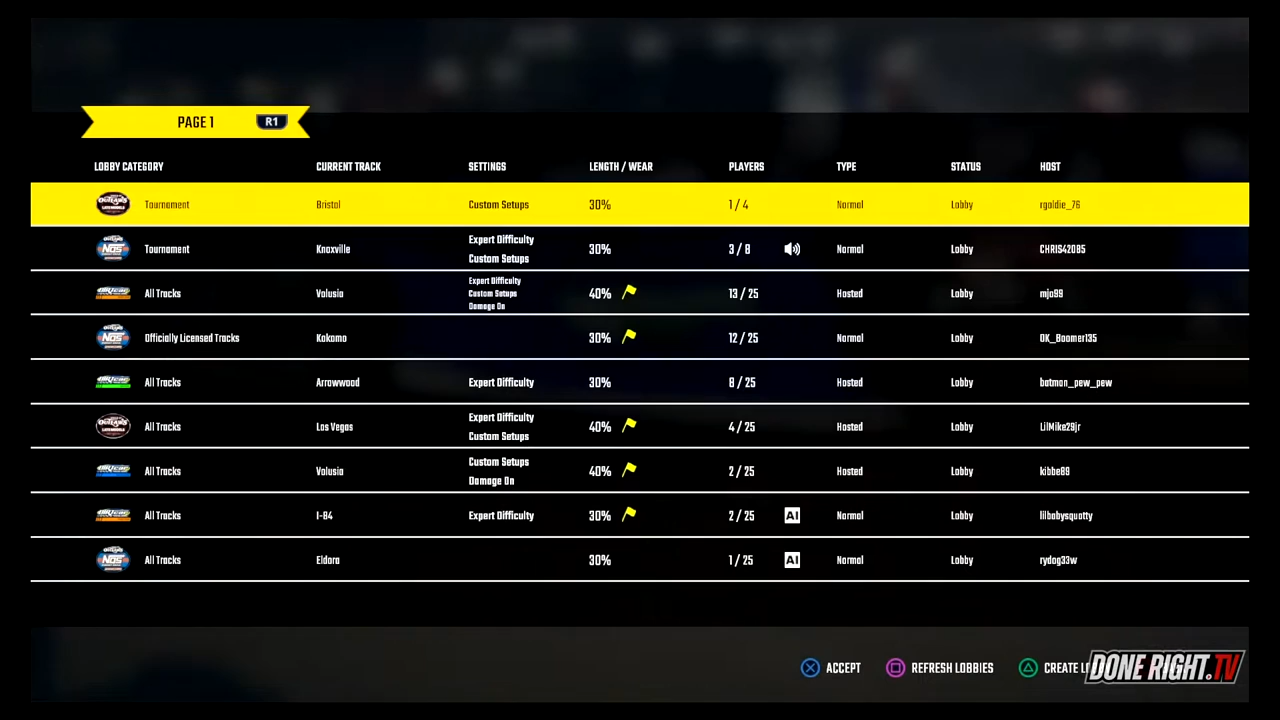 PAGE 1 R1
LOBBY CATEGORY CURRENT TRACK SETTINGS LENGTH / WEAR PLAYERS TYPE STATUS HOST
Tournament Bristol Custom Setups 30% 1 / 4 Normal Lobby rgoldie_76
Tournament Knoxville Expert Difficulty 30% 3 / 8 Normal Lobby CHRIS42085
Custom Setups
All Tracks Volusia Expert Difficulty 40% 13 / 25 Hosted Lobby mjo99
Custom Setups
Damage On
Officially Licensed Tracks Kokomo 30% 12 / 25 Normal Lobby OK_Boomer135
All Tracks Arrowwood Expert Difficulty 30% 8 / 25 Hosted Lobby batman_pew_pew
All Tracks Las Vegas Expert Difficulty 40% 4 / 25 Hosted Lobby LilMike29jr
Custom Setups
All Tracks Volusia Custom Setups 40% 2 / 25 Hosted Lobby kibbe89
Damage On
All Tracks I-84 Expert Difficulty 30% 2 / 25 AI Normal Lobby lilbabysquatty
All Tracks Eldora 30% 1 / 25 AI Normal Lobby rydog33w
ACCEPT REFRESH LOBBIES CREATE
DONE RIGHT.TV